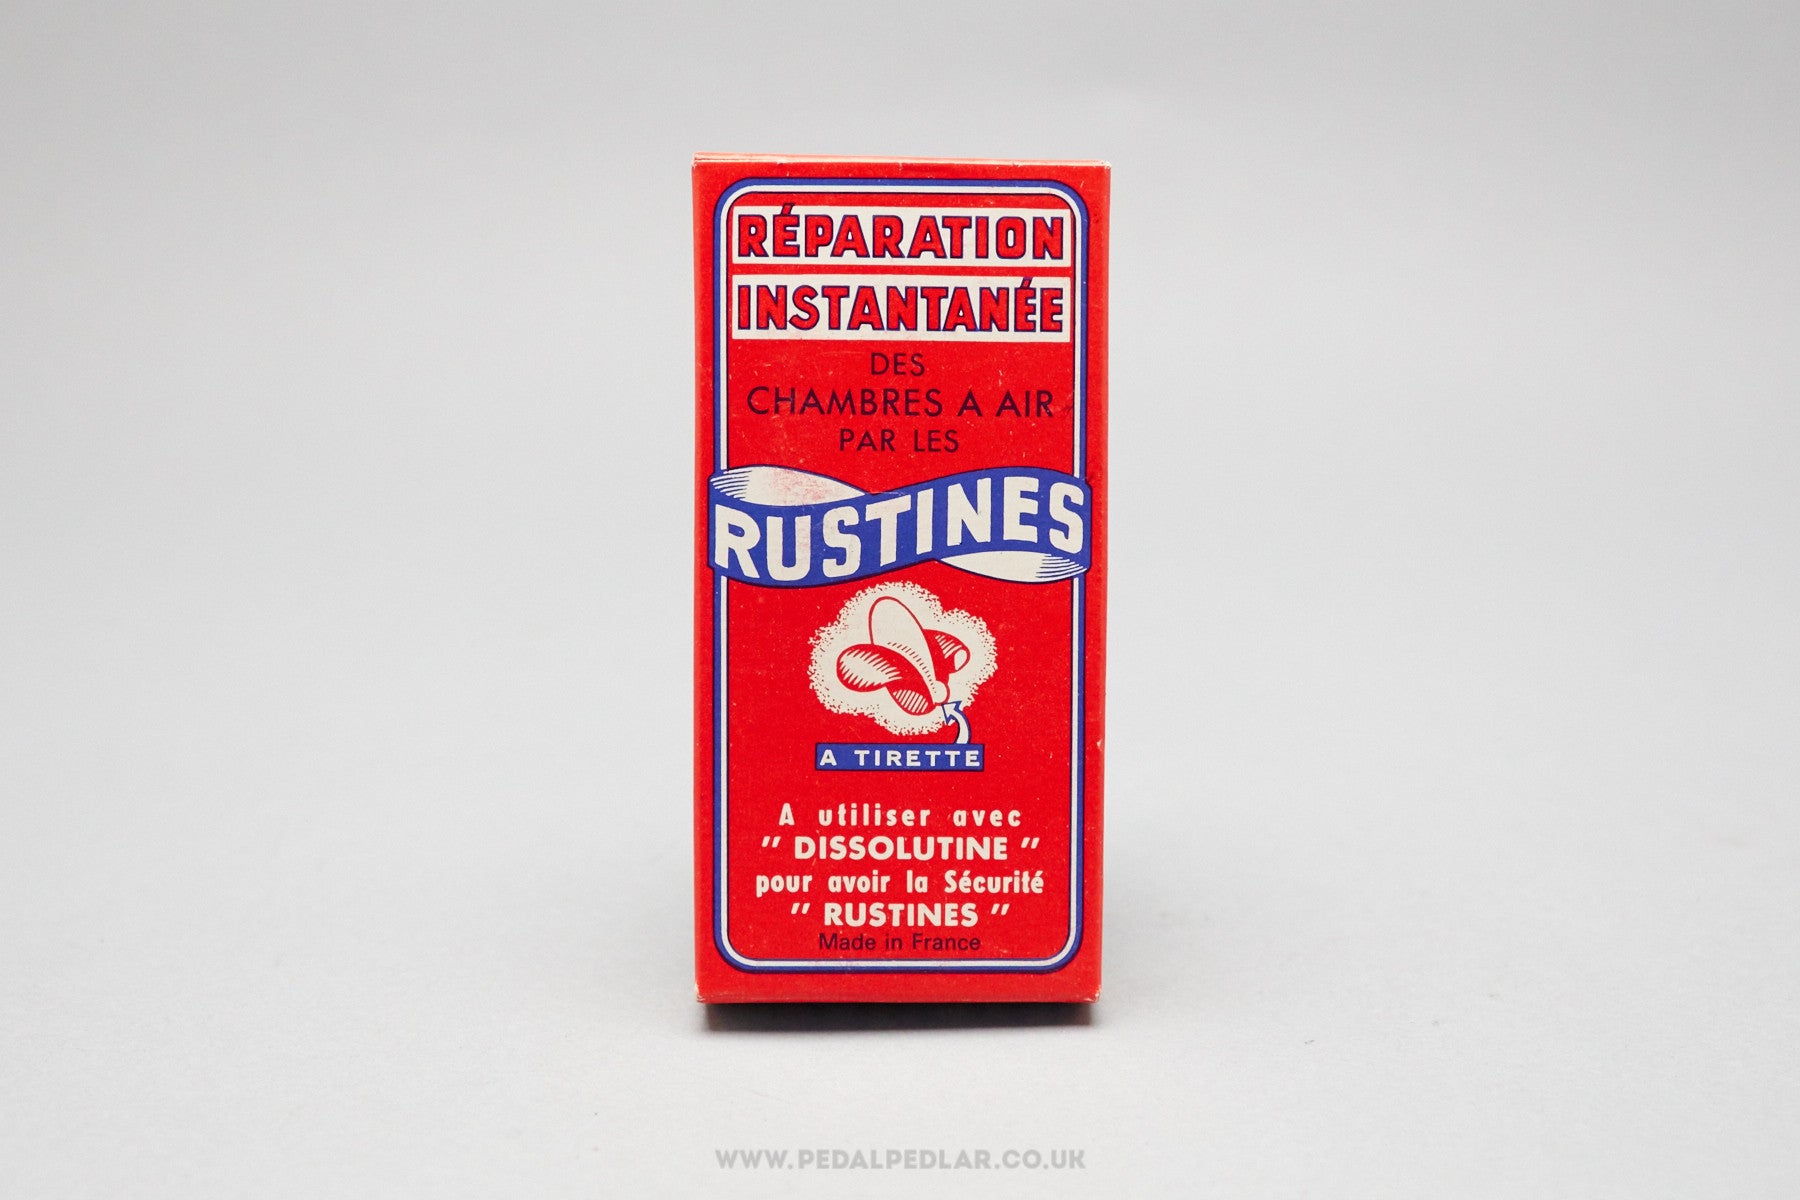 RÉPARATION
INSTANTANÉE
DES
CHAMBRES A AIR
PAR LES
RUSTINES
A TIRETTE
A utiliser avec
" DISSOLUTINE "
pour avoir la Sécurité
" RUSTINES "
Made in France
WWW.PEDALPEDLAR.CO.UK